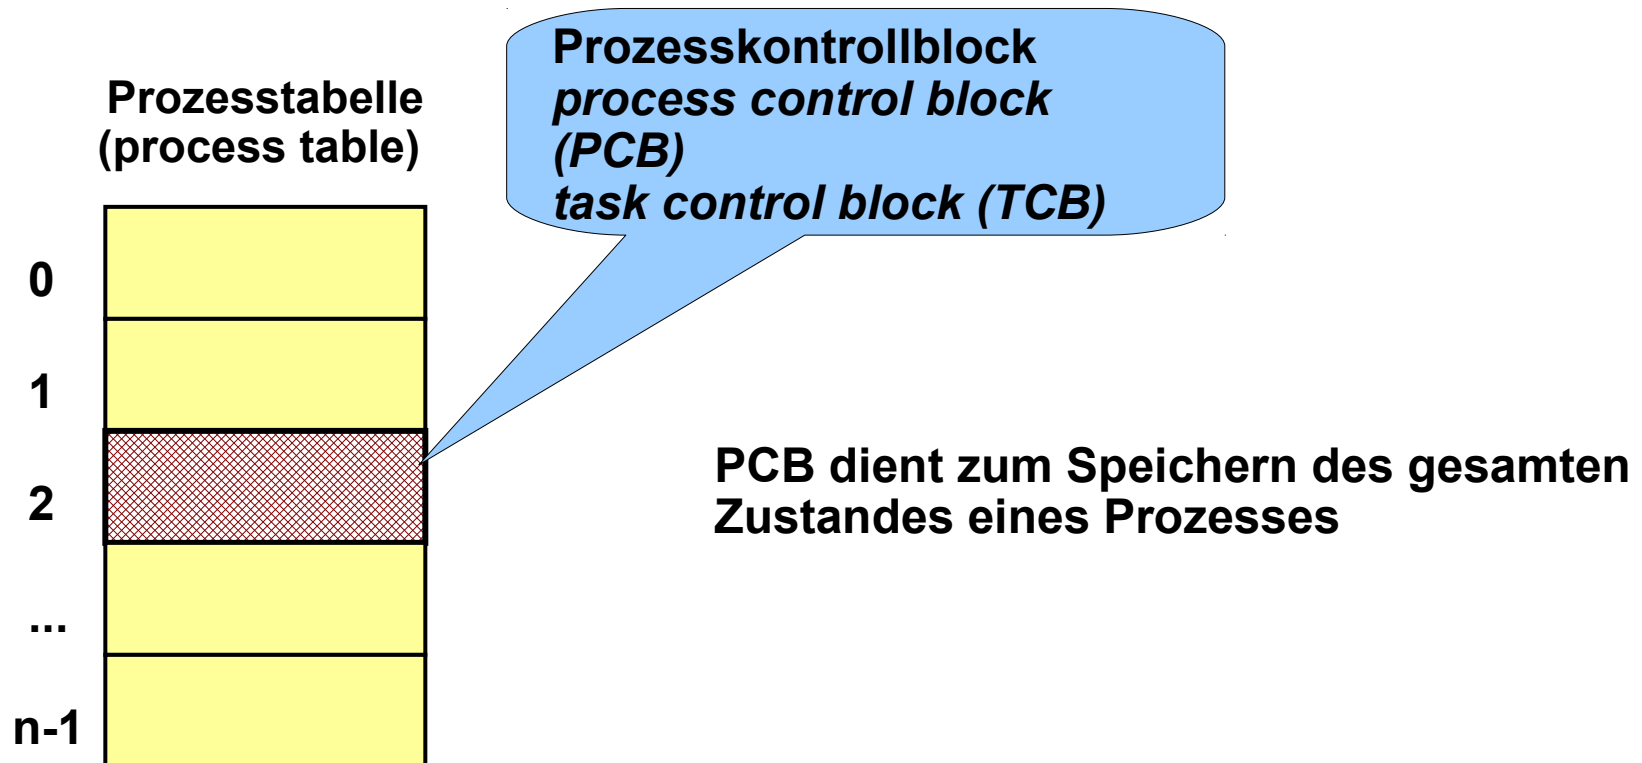 Prozesstabelle
(process table)
Prozesskontrollblock
process control block
(PCB)
task control block (TCB)
0
1
2
...
n-1
PCB dient zum Speichern des gesamten
Zustandes eines Prozesses